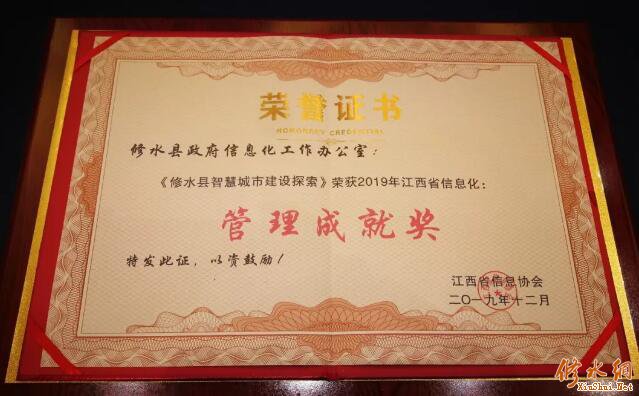 荣誉证书
HONORARY CREDENTIAL
修水县政府信息化工作办公室：
《修水县智慧城市建设探索》荣获2019年江西省信息化：
管理成就奖
特发此证，以资鼓励！
江西省信息协会
二〇一九年十二月
修水网
XiuShui.Net